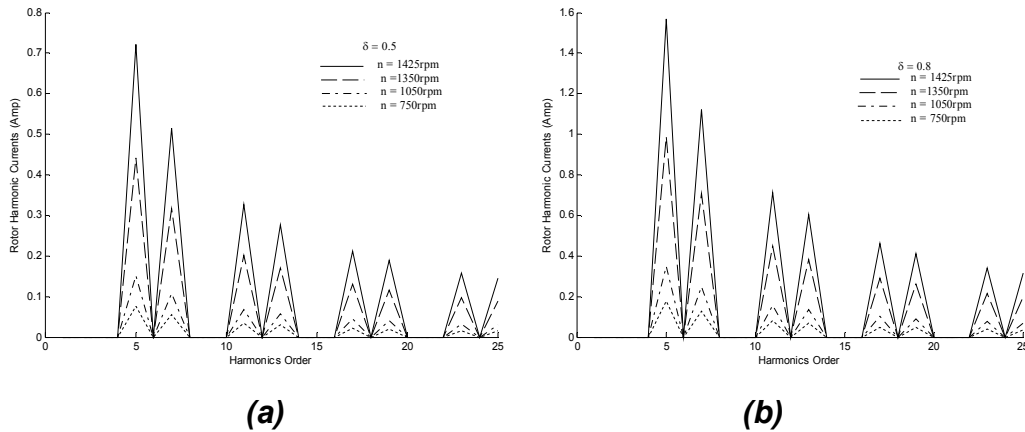 0.8
0.7
0.6
0.5
0.4
0.3
0.2
0.1
0
Rotor Harmonic Currents (Amp)
0 5 10 15 20 25
Harmonics Order
δ = 0.5
n = 1425rpm
n =1350rpm
n = 1050rpm
n = 750rpm
(a)
1.6
1.4
1.2
1
0.8
0.6
0.4
0.2
0
Rotor Harmonic Currents (Amp)
0 5 10 15 20 25
Harmonics Order
δ = 0.8
n = 1425rpm
n =1350rpm
n = 1050rpm
n = 750rpm
(b)